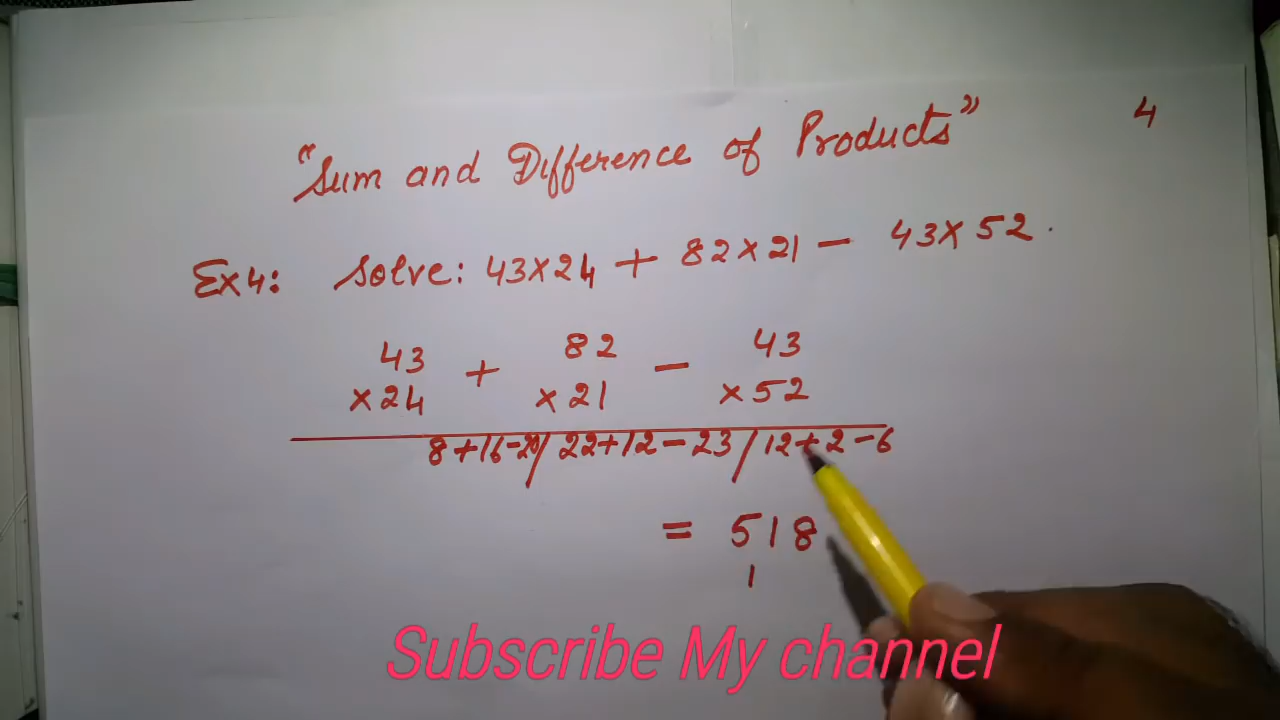 4
"Sum and Difference of Products"
Ex4: Solve: 43×24 + 82×21 − 43×52.
43 + 82 − 43
×24 ×21 ×52
8+16-20/ 22+12-23/ 12+2-6
= 518
1
Subscribe My channel